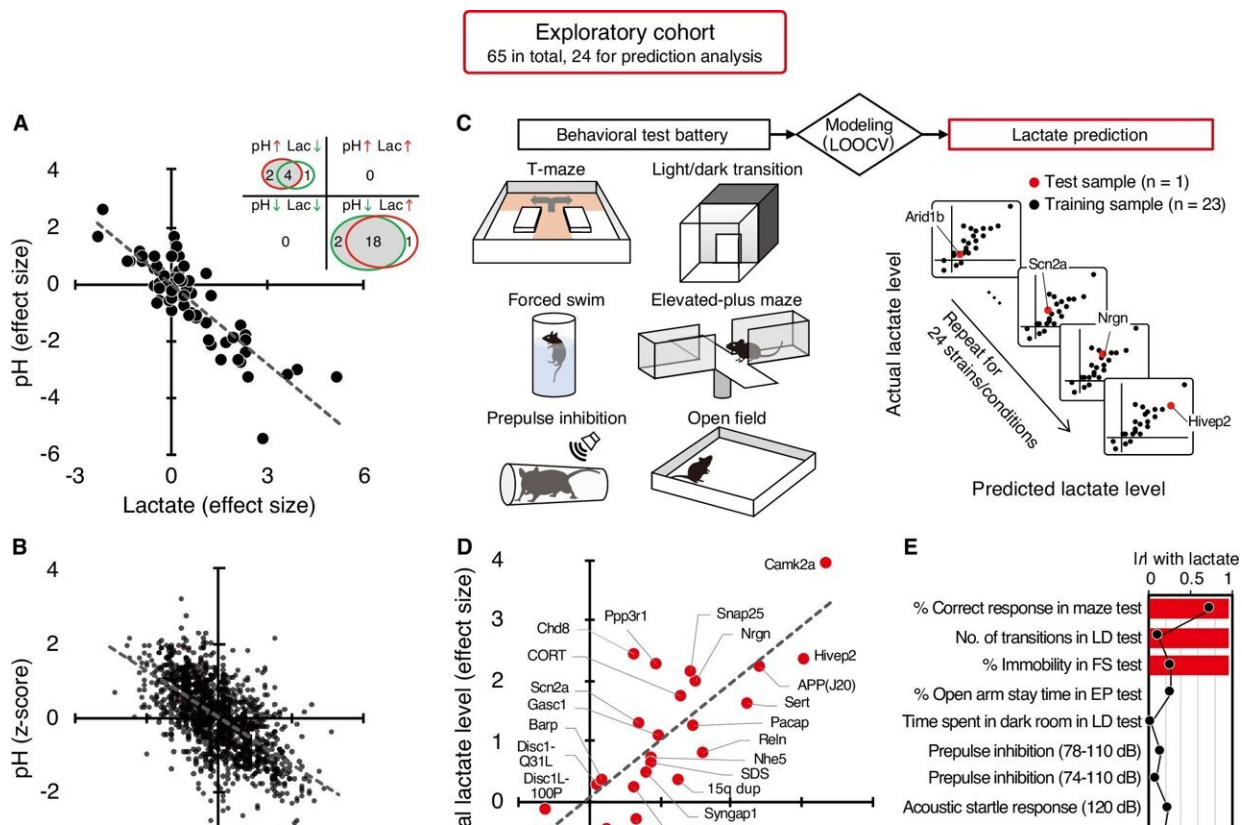 Exploratory cohort
65 in total, 24 for prediction analysis
A
pH↑ Lac↓
pH↑ Lac↑
2 4 1
0
pH↓ Lac↓
pH↓ Lac↑
0
2 18 1
4
2
0
-2
-4
-6
-3
0
3
6
pH (effect size)
Lactate (effect size)
C
Behavioral test battery
Modeling
(LOOCV)
Lactate prediction
T-maze
Light/dark transition
Forced swim
Elevated-plus maze
Prepulse inhibition
Open field
Test sample (n = 1)
Training sample (n = 23)
Arid1b
Scn2a
Nrgn
Hivep2
Repeat for
24 strains/conditions
Actual lactate level
Predicted lactate level
B
4
2
0
-2
pH (z-score)
D
4
3
2
1
0
al lactate level (effect size)
Camk2a
Ppp3r1
Snap25
Chd8
Nrgn
CORT
Hivep2
APP(J20)
Scn2a
Sert
Gasc1
Pacap
Barp
Reln
Disc1-
Q31L
Nhe5
SDS
Disc1L-
100P
15q dup
Syngap1
E
|r| with lactate
0 0.5 1
% Correct response in maze test
No. of transitions in LD test
% Immobility in FS test
% Open arm stay time in EP test
Time spent in dark room in LD test
Prepulse inhibition (78-110 dB)
Prepulse inhibition (74-110 dB)
Acoustic startle response (120 dB)